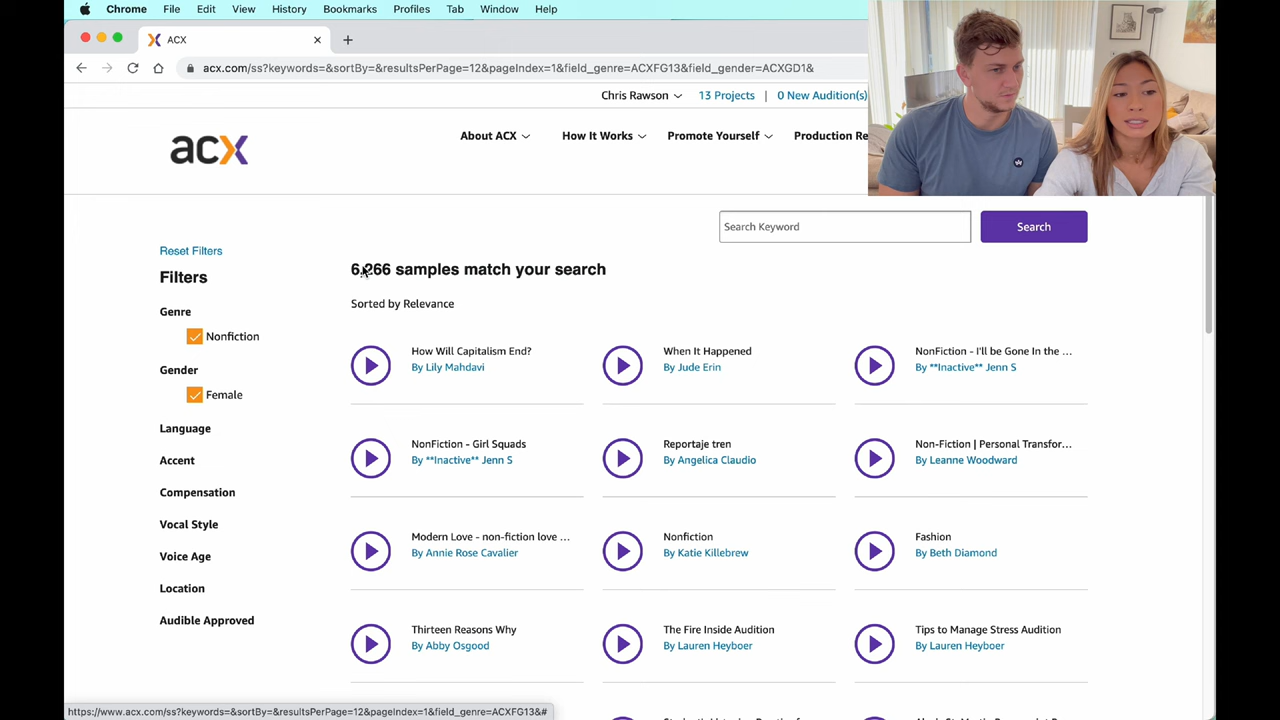 Chrome File Edit View History Bookmarks Profiles Tab Window Help
ACX
acx.com/ss?keywords=&sortBy=&resultsPerPage=12&pageIndex=1&field_genre=ACXFG13&field_gender=ACXGD1&
Chris Rawson 13 Projects | 0 New Audition(s)
acx
About ACX How It Works Promote Yourself Production Re
Search Keyword Search
Reset Filters
Filters
Genre
Nonfiction
Gender
Female
Language
Accent
Compensation
Vocal Style
Voice Age
Location
Audible Approved
6,266 samples match your search
Sorted by Relevance
How Will Capitalism End?
By Lily Mahdavi
When It Happened
By Jude Erin
NonFiction - I'll be Gone In the ...
By **Inactive** Jenn S
NonFiction - Girl Squads
By **Inactive** Jenn S
Reportaje tren
By Angelica Claudio
Non-Fiction | Personal Transfor...
By Leanne Woodward
Modern Love - non-fiction love ...
By Annie Rose Cavalier
Nonfiction
By Katie Killebrew
Fashion
By Beth Diamond
Thirteen Reasons Why
By Abby Osgood
The Fire Inside Audition
By Lauren Heyboer
Tips to Manage Stress Audition
By Lauren Heyboer
https://www.acx.com/ss?keywords=&sortBy=&resultsPerPage=12&pageIndex=1&field_genre=ACXFG13&#